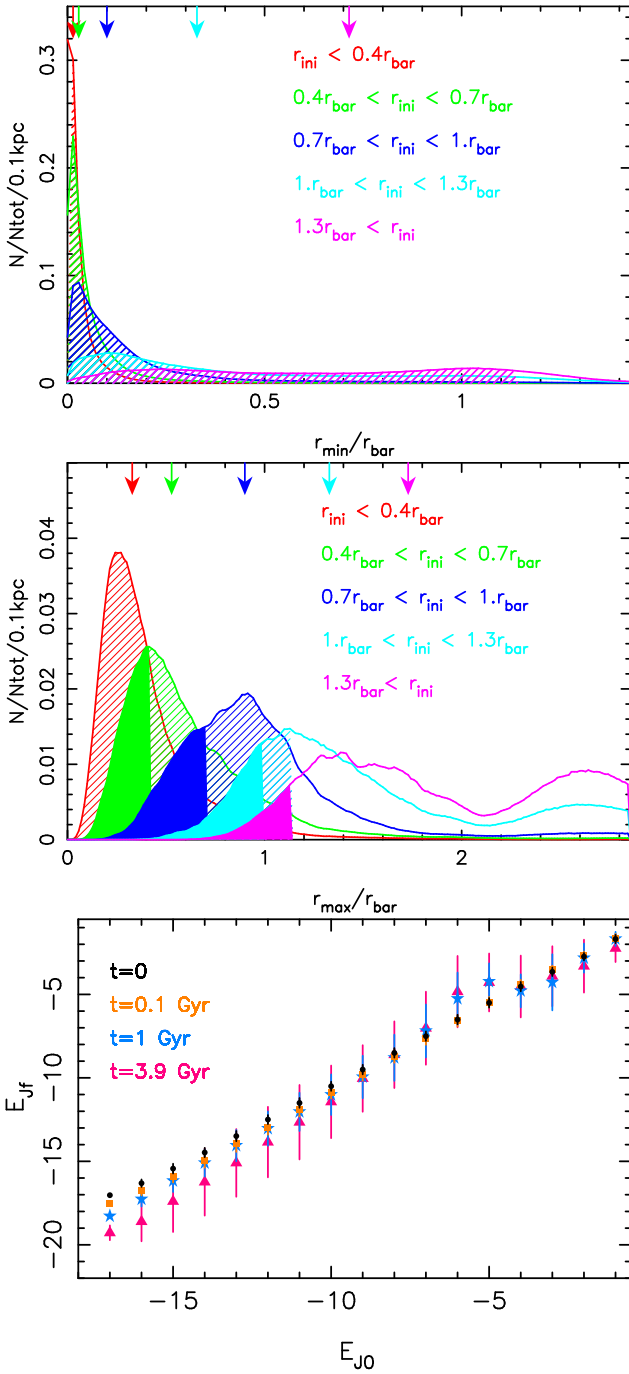 0.3
0.2
0.1
0
N/Ntot/0.1kpc
r_ini < 0.4r_bar
0.4r_bar < r_ini < 0.7r_bar
0.7r_bar < r_ini < 1.r_bar
1.r_bar < r_ini < 1.3r_bar
1.3r_bar < r_ini
0 0.5 1
r_min/r_bar
0.04
0.03
0.02
0.01
0
N/Ntot/0.1kpc
r_ini < 0.4r_bar
0.4r_bar < r_ini < 0.7r_bar
0.7r_bar < r_ini < 1.r_bar
1.r_bar < r_ini < 1.3r_bar
1.3r_bar< r_ini
0 1 2
r_max/r_bar
−5
−10
−15
−20
E_Jf
t=0
t=0.1 Gyr
t=1 Gyr
t=3.9 Gyr
−15 −10 −5
E_J0